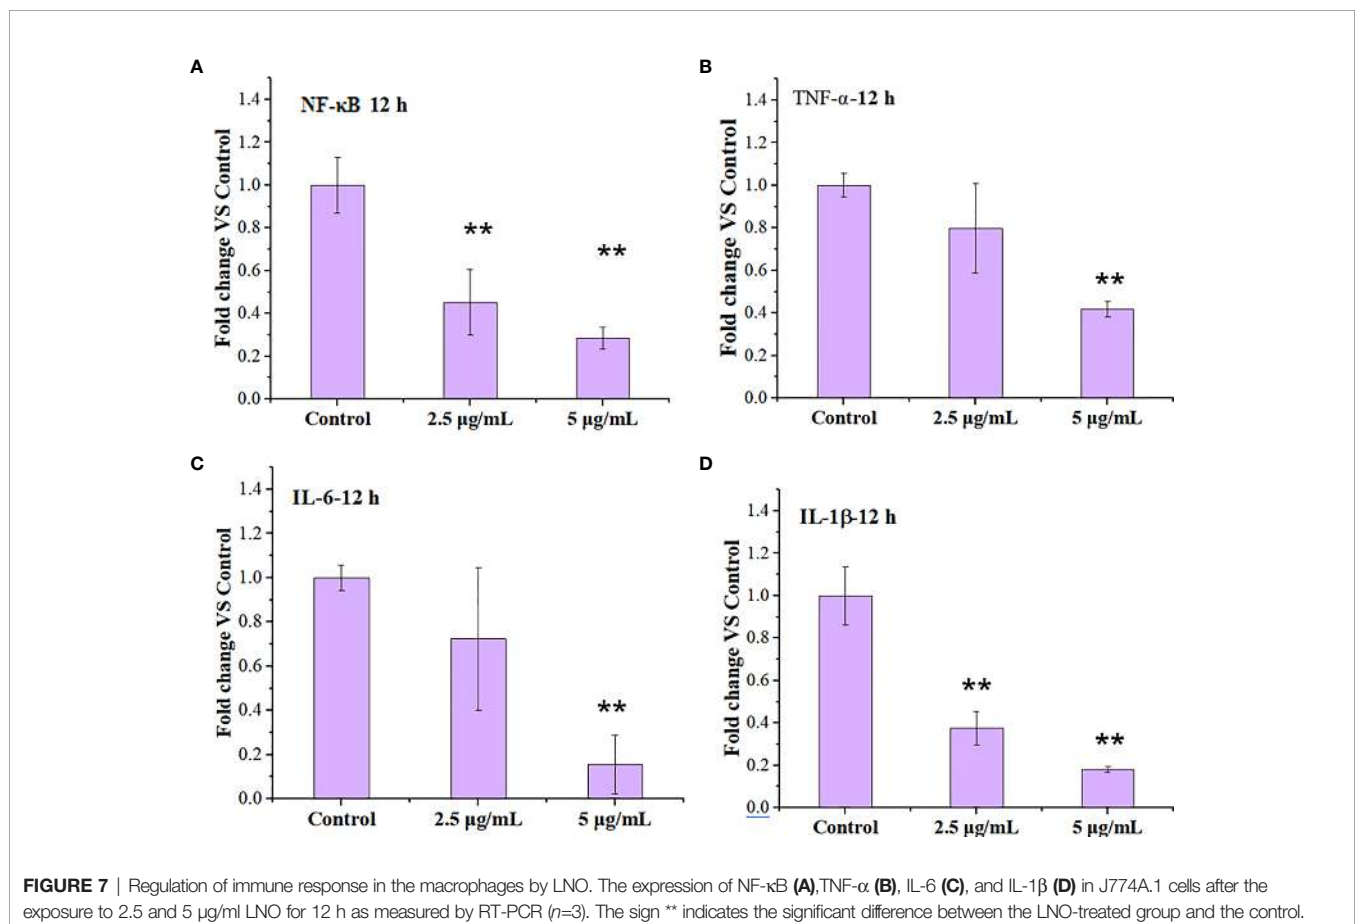 A
NF-κB 12 h
Fold change VS Control
1.4
1.2
1.0
0.8
0.6
0.4
0.2
0.0
**
**
Control 2.5 µg/mL 5 µg/mL
B
TNF-α-12 h
Fold change VS Control
1.4
1.2
1.0
0.8
0.6
0.4
0.2
0.0
**
Control 2.5 µg/mL 5 µg/mL
C
IL-6-12 h
Fold change VS Control
1.4
1.2
1.0
0.8
0.6
0.4
0.2
0.0
**
Control 2.5 µg/mL 5 µg/mL
D
IL-1β-12 h
Fold change VS Control
1.4
1.2
1.0
0.8
0.6
0.4
0.2
0.0
**
**
Control 2.5 µg/mL 5 µg/mL
FIGURE 7 | Regulation of immune response in the macrophages by LNO. The expression of NF-κB (A),TNF-α (B), IL-6 (C), and IL-1β (D) in J774A.1 cells after the
exposure to 2.5 and 5 µg/ml LNO for 12 h as measured by RT-PCR (n=3). The sign ** indicates the significant difference between the LNO-treated group and the control.